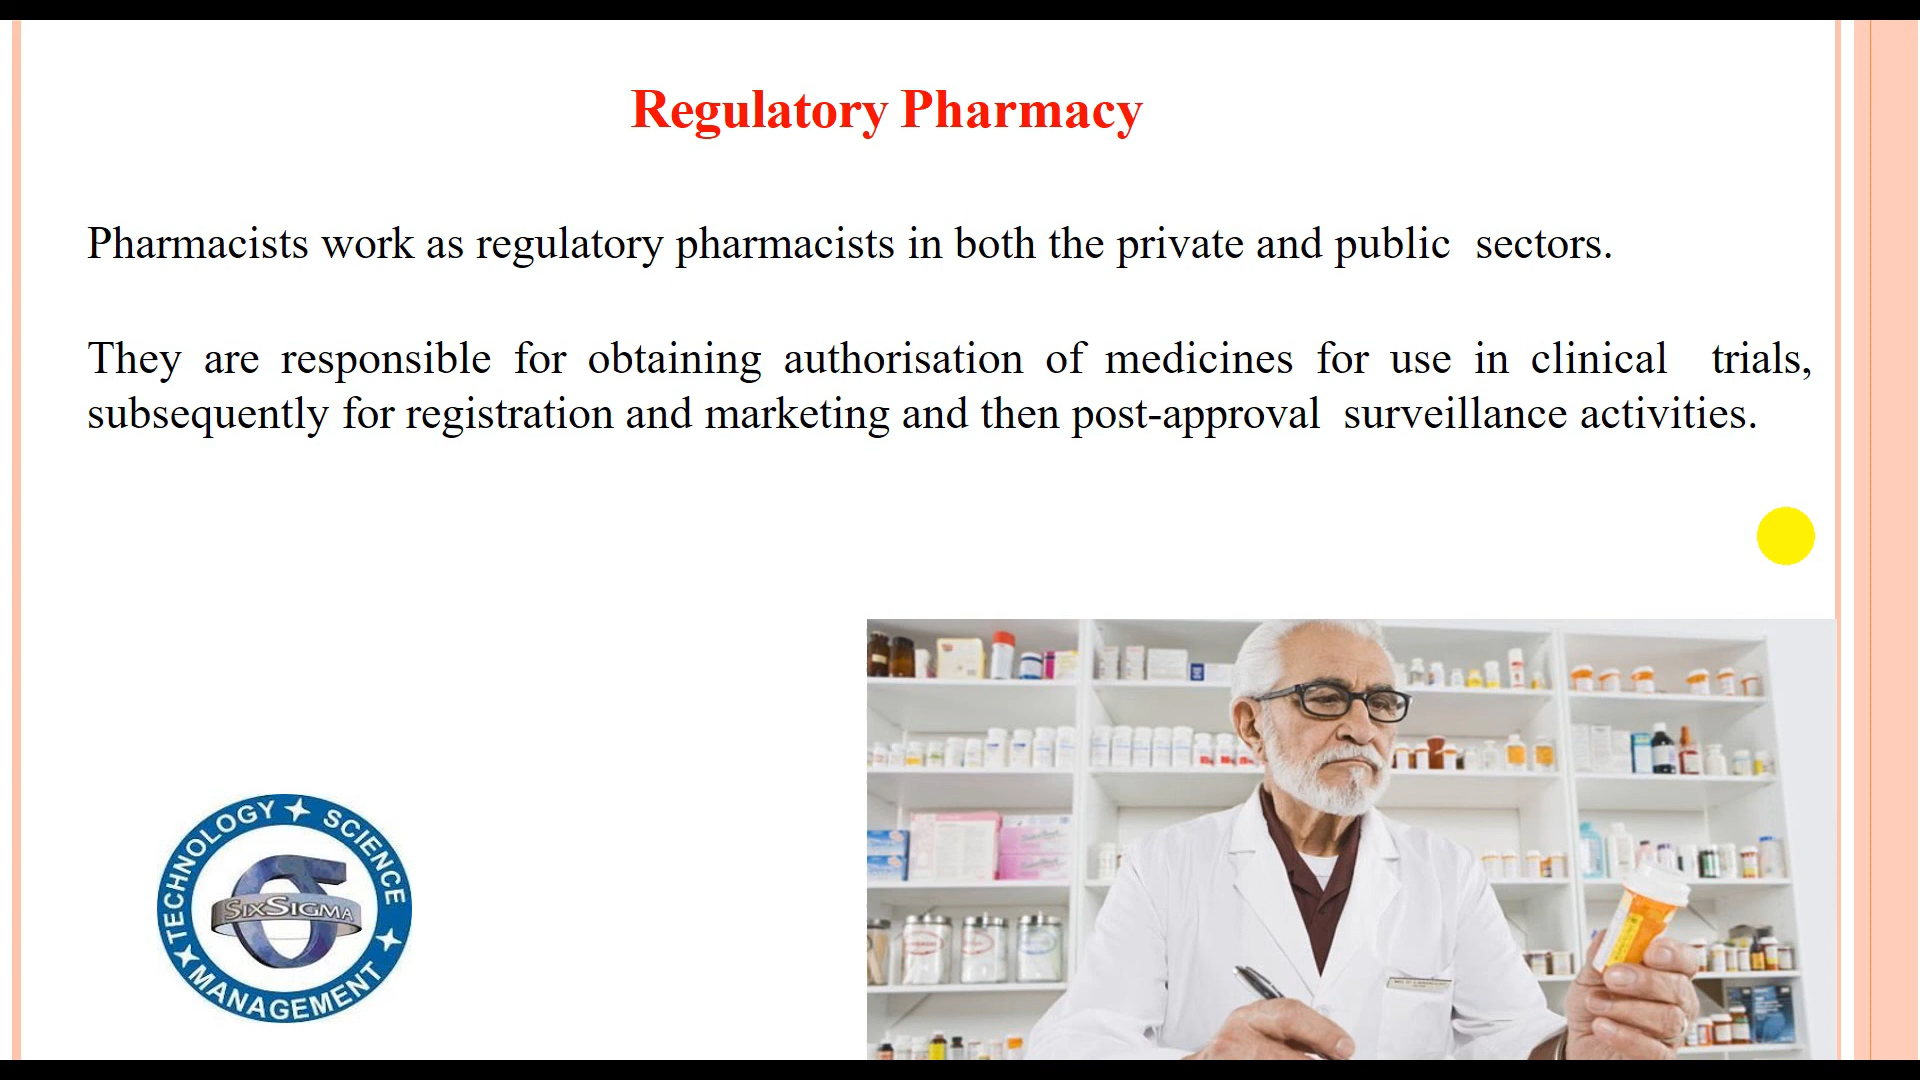 Regulatory Pharmacy
Pharmacists work as regulatory pharmacists in both the private and public sectors.
They are responsible for obtaining authorisation of medicines for use in clinical trials,
subsequently for registration and marketing and then post-approval surveillance activities.
TECHNOLOGY SCIENCE
SIXSIGMA
MANAGEMENT